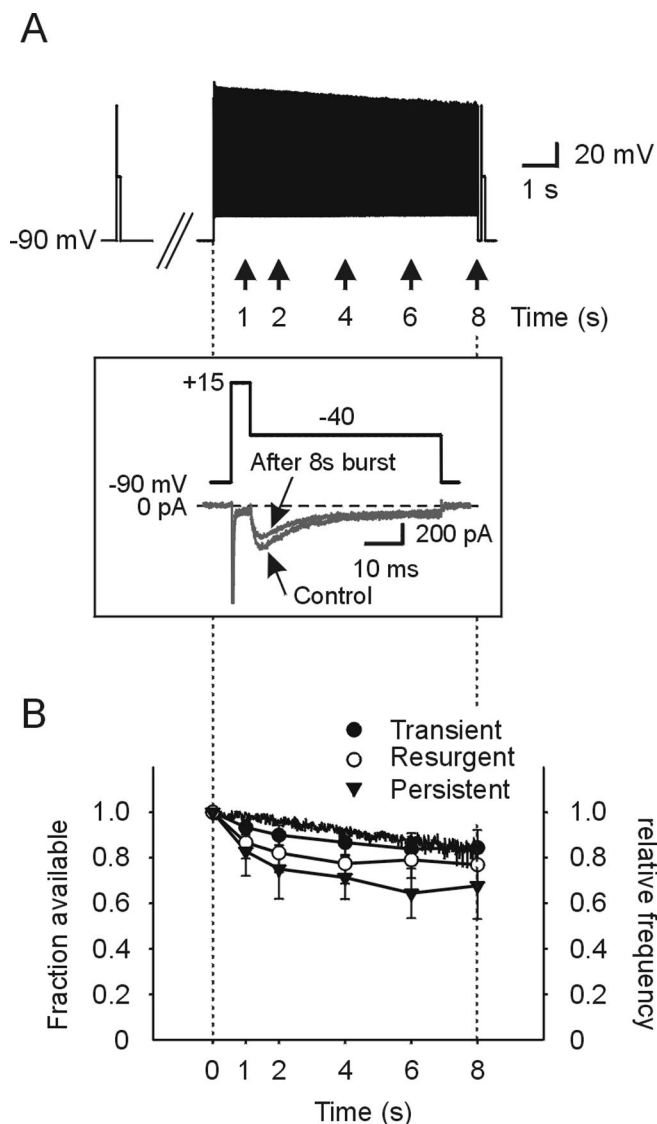 A
20 mV
1 s
-90 mV
1 2 4 6 8 Time (s)
+15
-40
After 8s burst
-90 mV
0 pA
200 pA
10 ms
Control
B
Transient
Resurgent
Persistent
1.0 1.0
0.8 0.8
0.6 0.6
0.4 0.4
0.2 0.2
0 0
Fraction available
relative frequency
0 1 2 4 6 8
Time (s)